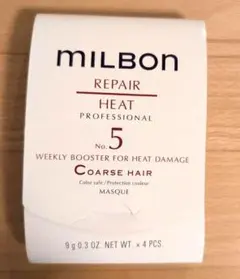 MILBON
REPAIR
HEAT
PROFESSIONAL
No. 5
WEEKLY BOOSTER FOR HEAT DAMAGE
COARSE HAIR
Color safe / Protection couleur
MASQUE
9 g 0.3 OZ. NET WT. x 4 PCS.